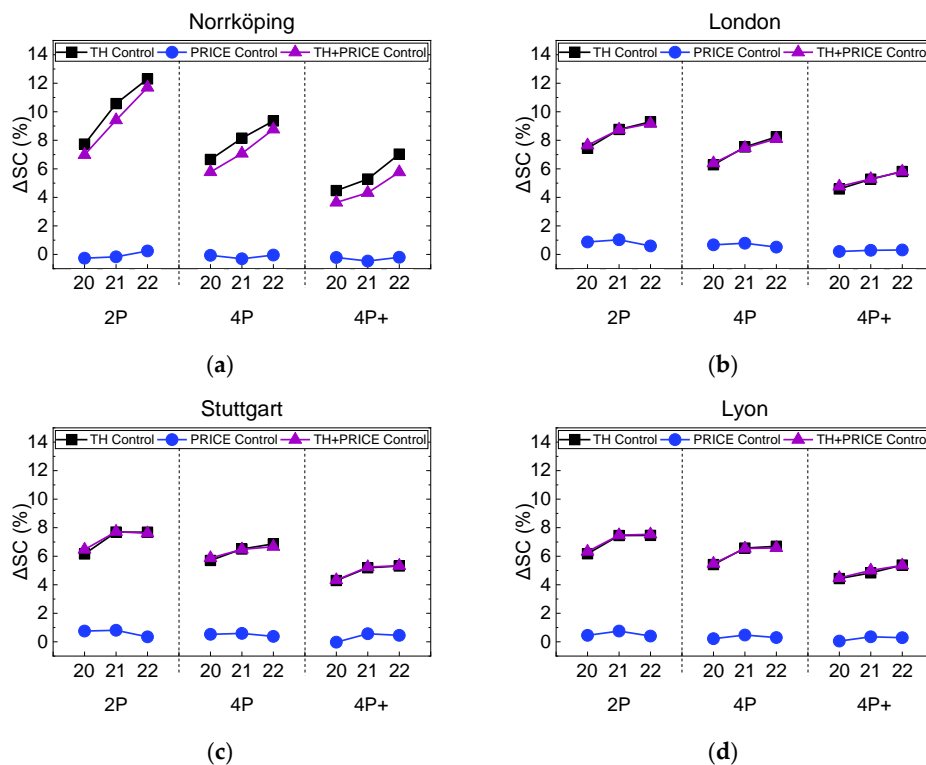 Norrköping
TH Control PRICE Control TH+PRICE Control
14
12
10
8
6
4
2
0
ΔSC (%)
20 21 22 20 21 22 20 21 22
2P 4P 4P+
(a)
London
TH Control PRICE Control TH+PRICE Control
14
12
10
8
6
4
2
0
ΔSC (%)
20 21 22 20 21 22 20 21 22
2P 4P 4P+
(b)
Stuttgart
TH Control PRICE Control TH+PRICE Control
14
12
10
8
6
4
2
0
ΔSC (%)
20 21 22 20 21 22 20 21 22
2P 4P 4P+
(c)
Lyon
TH Control PRICE Control TH+PRICE Control
14
12
10
8
6
4
2
0
ΔSC (%)
20 21 22 20 21 22 20 21 22
2P 4P 4P+
(d)